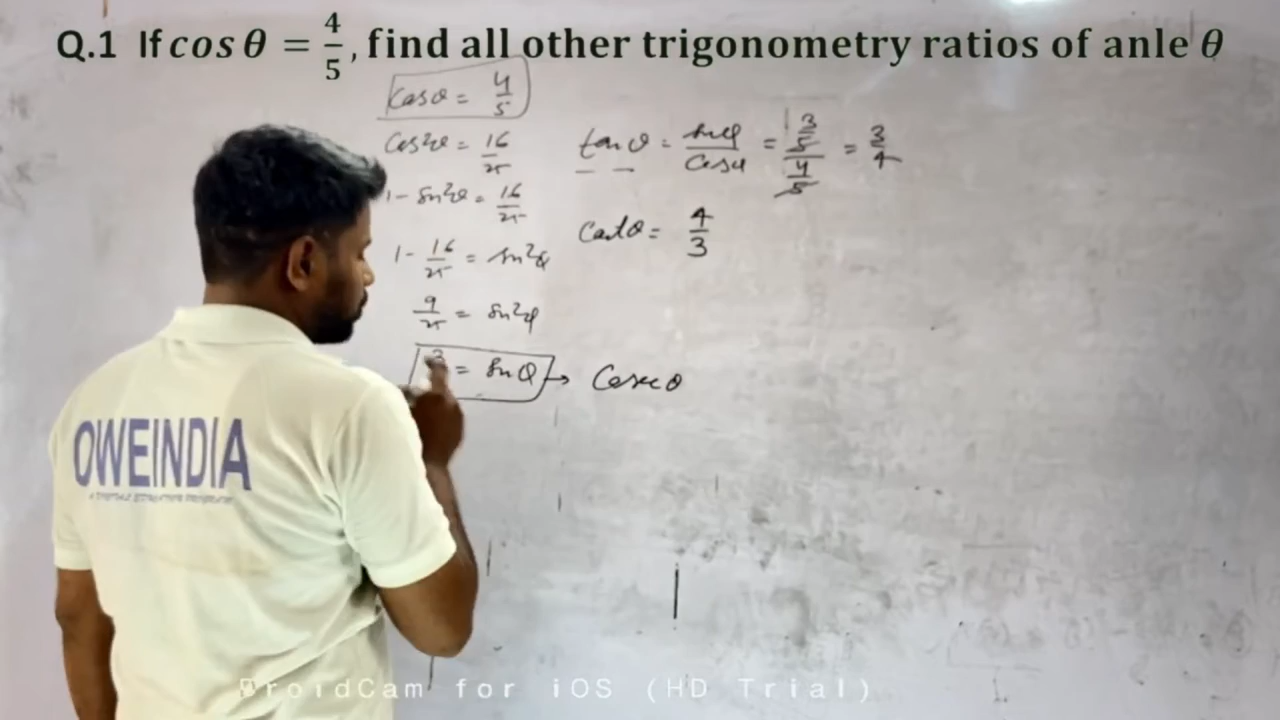 Q.1 If cos θ = 4/5, find all other trigonometry ratios of anle θ
cosθ = 4/5
cos²θ = 16/25
1 - sin²θ = 16/25
1 - 16/25 = sin²θ
9/25 = sin²θ
3 = sinθ → cosecθ
tanθ = sinθ/cosθ = 3/5 / 4/5 = 3/4
cotθ = 4/3
OWEINDIA
DroidCam for iOS (HD Trial)